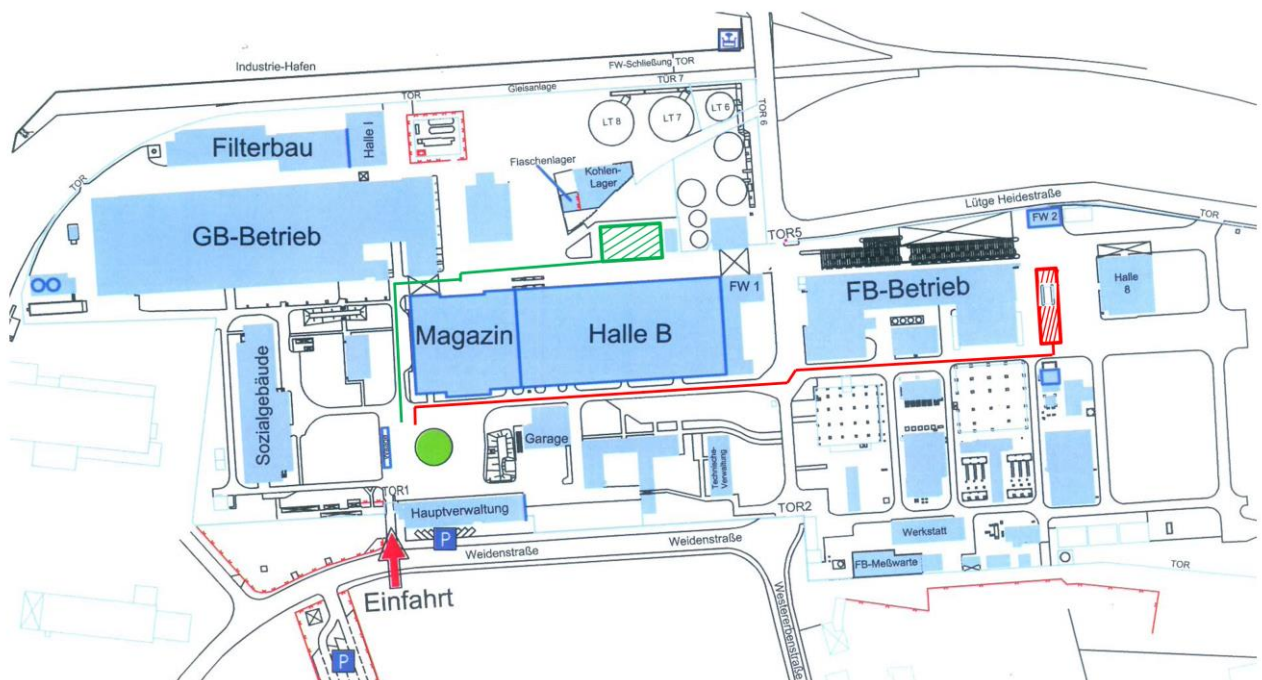 Industrie-Hafen
FW-Schließung TOR
TÜR 7
Gleisanlage
TOR
LT 8
LT 7
LT 6
TOR 6
Filterbau
Halle I
Flaschenlager
Kohlen-
Lager
TOR
Lütge Heidestraße
TOR
FW 2
GB-Betrieb
TOR5
FW 1
FB-Betrieb
Halle
8
Magazin
Halle B
Sozialgebäude
Garage
Technische-
Verwaltung
TOR1
Hauptverwaltung
TOR2
P
Weidenstraße
Weidenstraße
Werkstatt
FB-Meßwarte
TOR
Einfahrt
Westererbenstraße
P